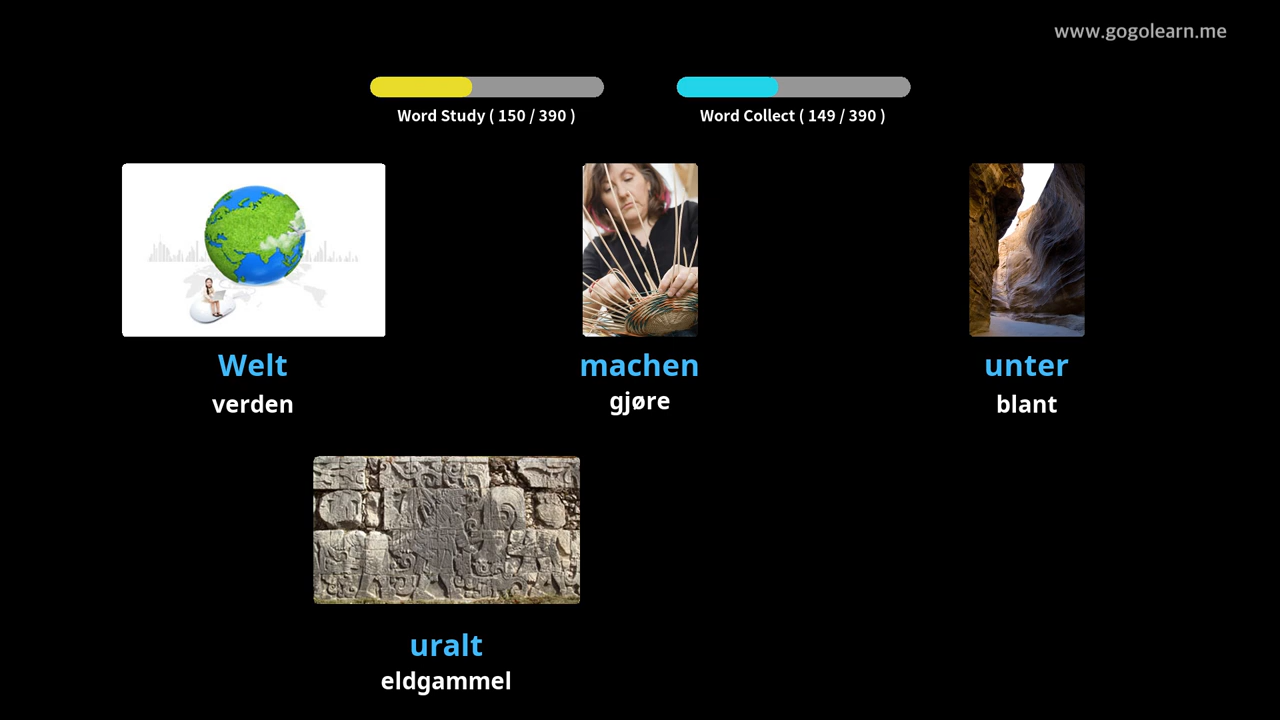 www.gogolearn.me
Word Study ( 150 / 390 )
Word Collect ( 149 / 390 )
Welt
verden
machen
gjøre
unter
blant
uralt
eldgammel